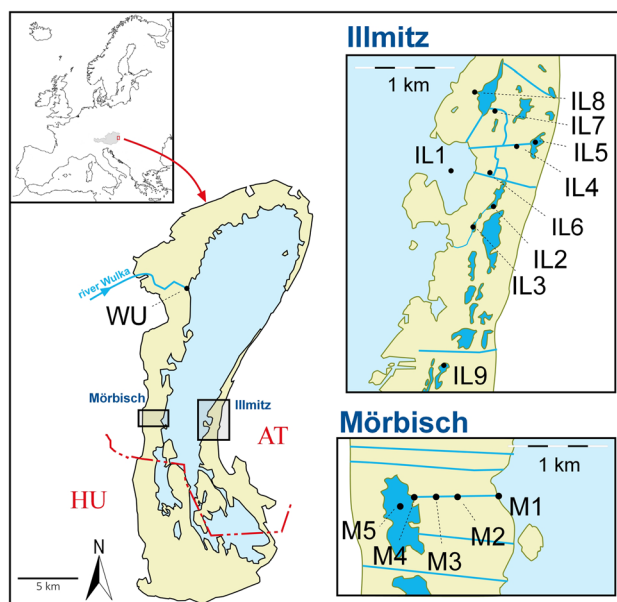 river Wulka
WU
Mörbisch
Illmitz
AT
HU
N
5 km
Illmitz
1 km
IL8
IL7
IL1
IL5
IL4
IL6
IL2
IL3
IL9
Mörbisch
1 km
M1
M5
M2
M4
M3